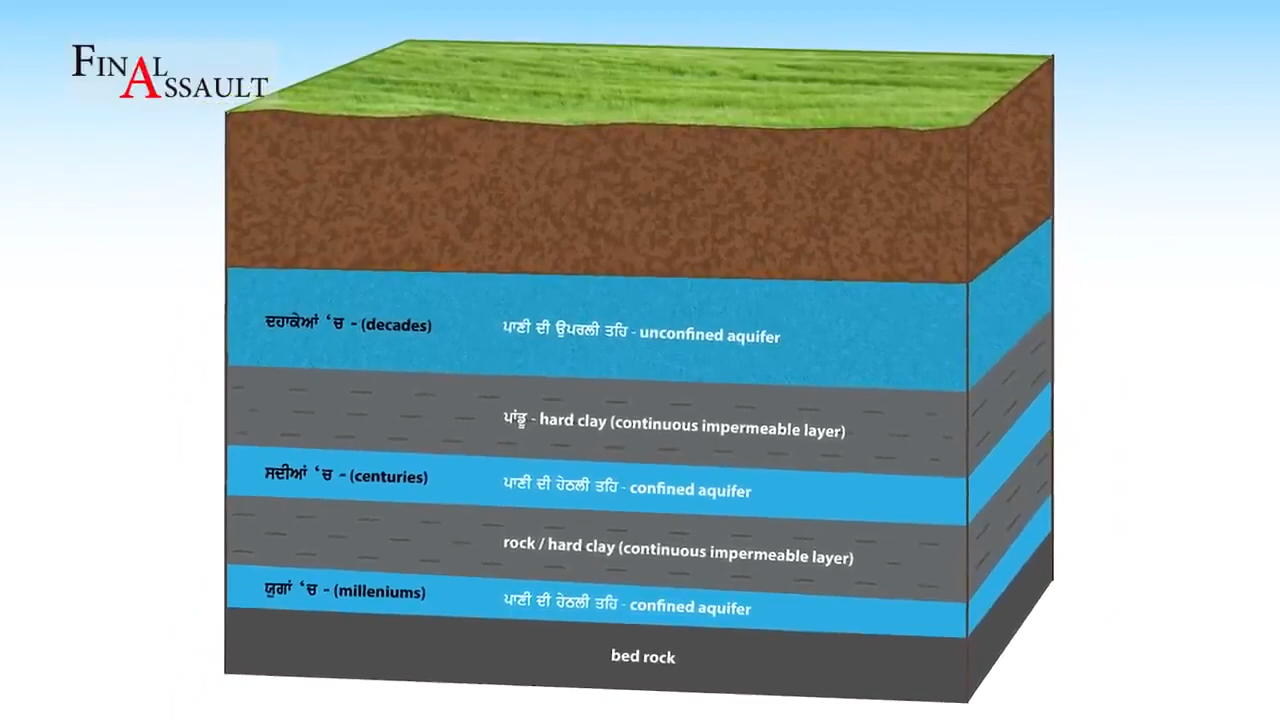 FINAL
ASSAULT
ਦਹਾਕੇਆਂ ‘ਚ - (decades) ਪਾਣੀ ਦੀ ਉਪਰਲੀ ਤਹਿ - unconfined aquifer
ਪਾਂਡੂ - hard clay (continuous impermeable layer)
ਸਦੀਆਂ ‘ਚ - (centuries) ਪਾਣੀ ਦੀ ਹੇਠਲੀ ਤਹਿ - confined aquifer
rock / hard clay (continuous impermeable layer)
ਯੁਗਾਂ ‘ਚ - (milleniums) ਪਾਣੀ ਦੀ ਹੇਠਲੀ ਤਹਿ - confined aquifer
bed rock